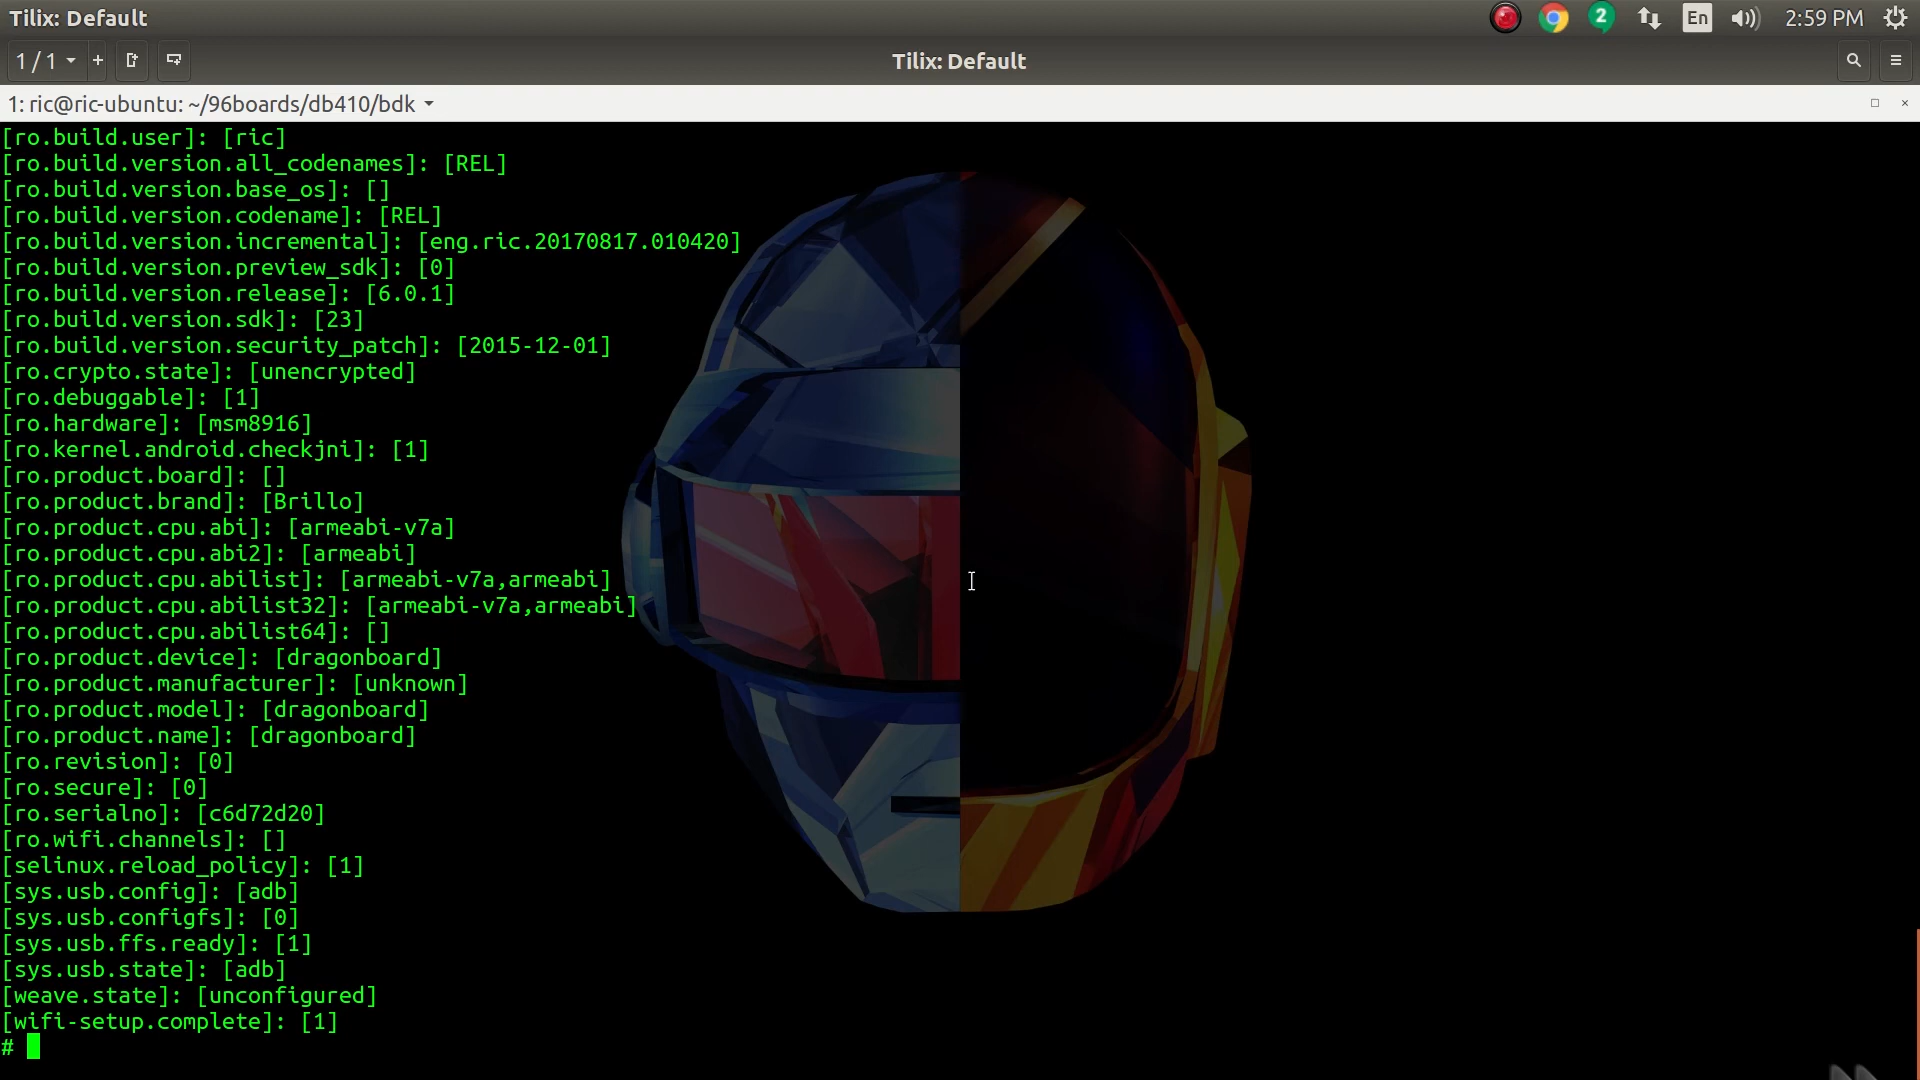 Tilix: Default
2 En 2:59 PM
1 / 1 + Tilix: Default
1: ric@ric-ubuntu: ~/96boards/db410/bdk
[ro.build.user]: [ric]
[ro.build.version.all_codenames]: [REL]
[ro.build.version.base_os]: []
[ro.build.version.codename]: [REL]
[ro.build.version.incremental]: [eng.ric.20170817.010420]
[ro.build.version.preview_sdk]: [0]
[ro.build.version.release]: [6.0.1]
[ro.build.version.sdk]: [23]
[ro.build.version.security_patch]: [2015-12-01]
[ro.crypto.state]: [unencrypted]
[ro.debuggable]: [1]
[ro.hardware]: [msm8916]
[ro.kernel.android.checkjni]: [1]
[ro.product.board]: []
[ro.product.brand]: [Brillo]
[ro.product.cpu.abi]: [armeabi-v7a]
[ro.product.cpu.abi2]: [armeabi]
[ro.product.cpu.abilist]: [armeabi-v7a,armeabi]
[ro.product.cpu.abilist32]: [armeabi-v7a,armeabi]
[ro.product.cpu.abilist64]: []
[ro.product.device]: [dragonboard]
[ro.product.manufacturer]: [unknown]
[ro.product.model]: [dragonboard]
[ro.product.name]: [dragonboard]
[ro.revision]: [0]
[ro.secure]: [0]
[ro.serialno]: [c6d72d20]
[ro.wifi.channels]: []
[selinux.reload_policy]: [1]
[sys.usb.config]: [adb]
[sys.usb.configfs]: [0]
[sys.usb.ffs.ready]: [1]
[sys.usb.state]: [adb]
[weave.state]: [unconfigured]
[wifi-setup.complete]: [1]
#